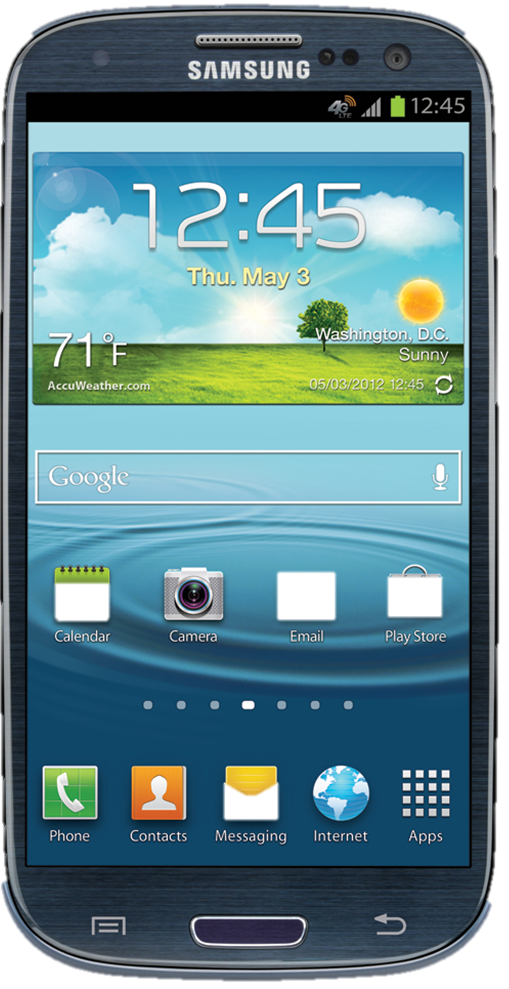 SAMSUNG
4G LTE 12:45
12:45
Thu. May 3
71°F
Washington, D.C.
Sunny
AccuWeather.com
05/03/2012 12:45
Google
Calendar Camera Email Play Store
Phone Contacts Messaging Internet Apps